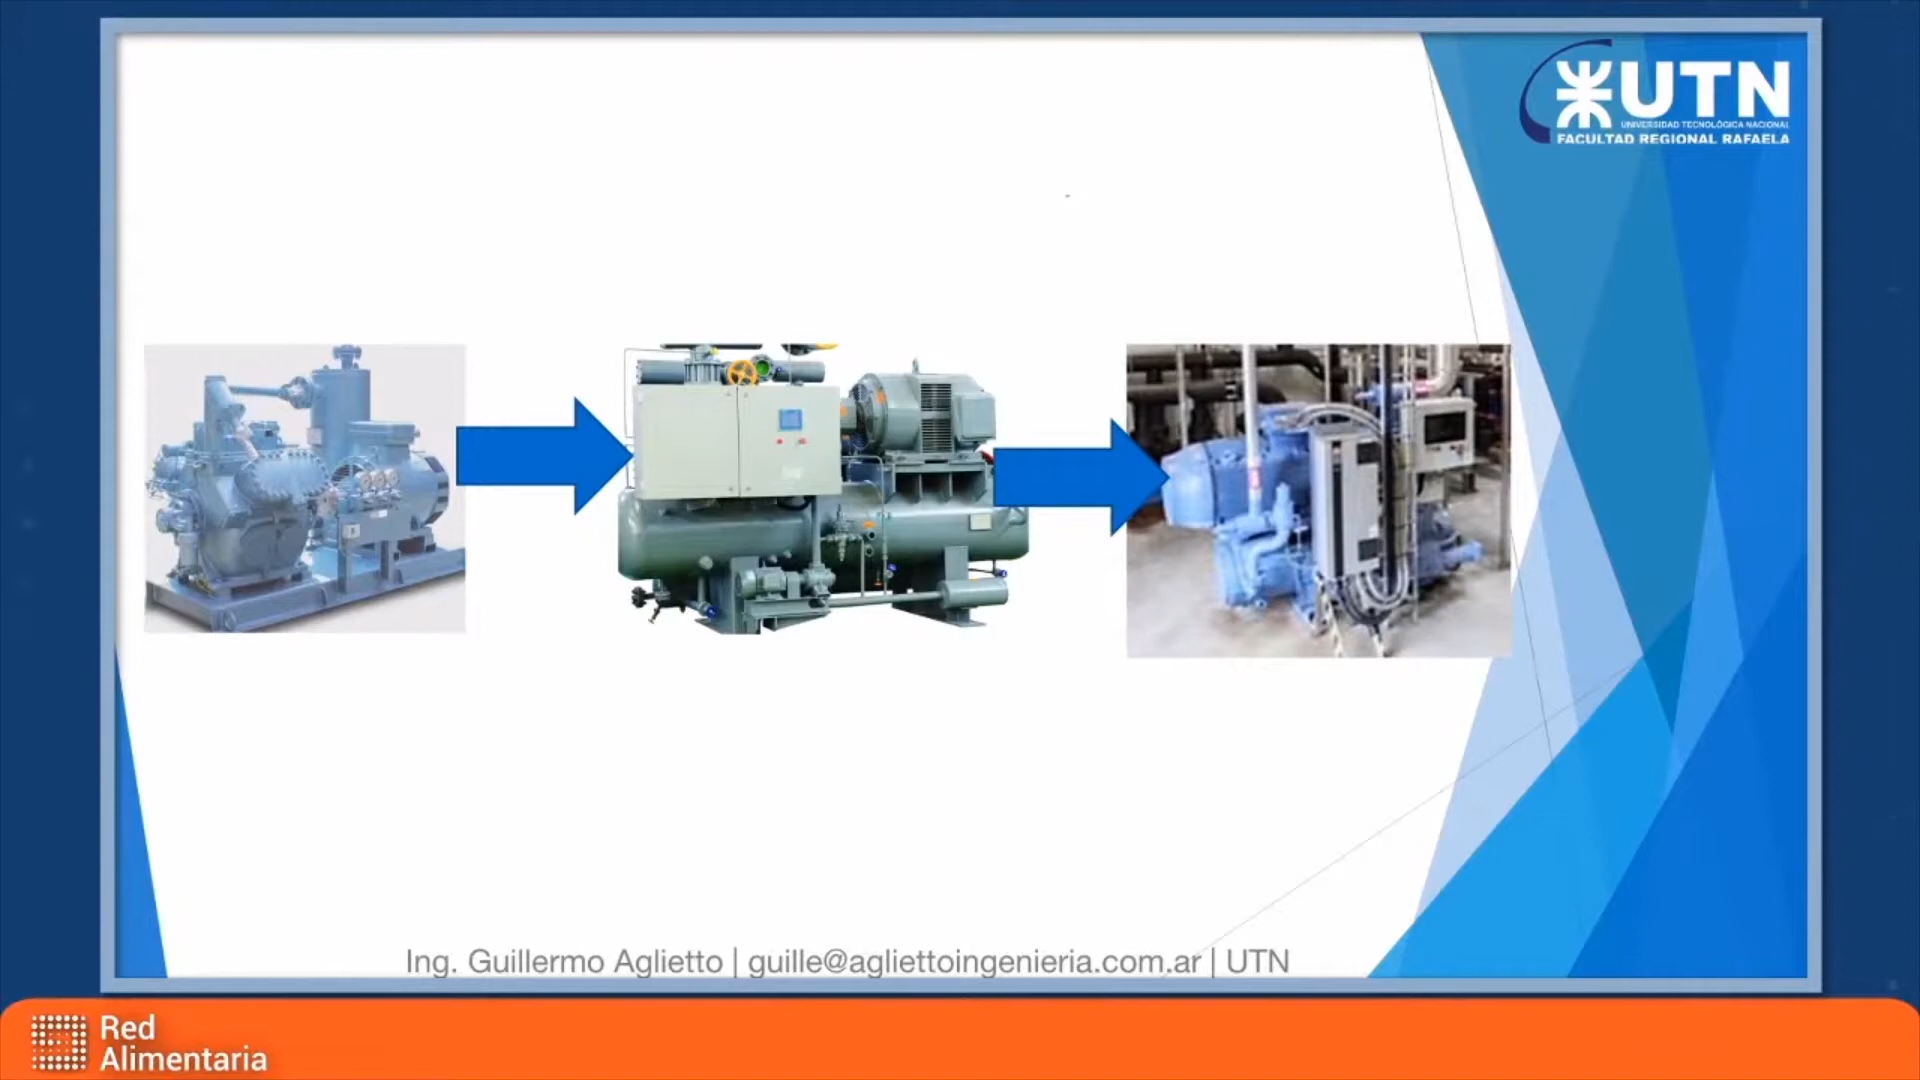 UTN
UNIVERSIDAD TECNOLÓGICA NACIONAL
FACULTAD REGIONAL RAFAELA
Ing. Guillermo Aglietto | guille@agliettoingenieria.com.ar | UTN
Red
Alimentaria